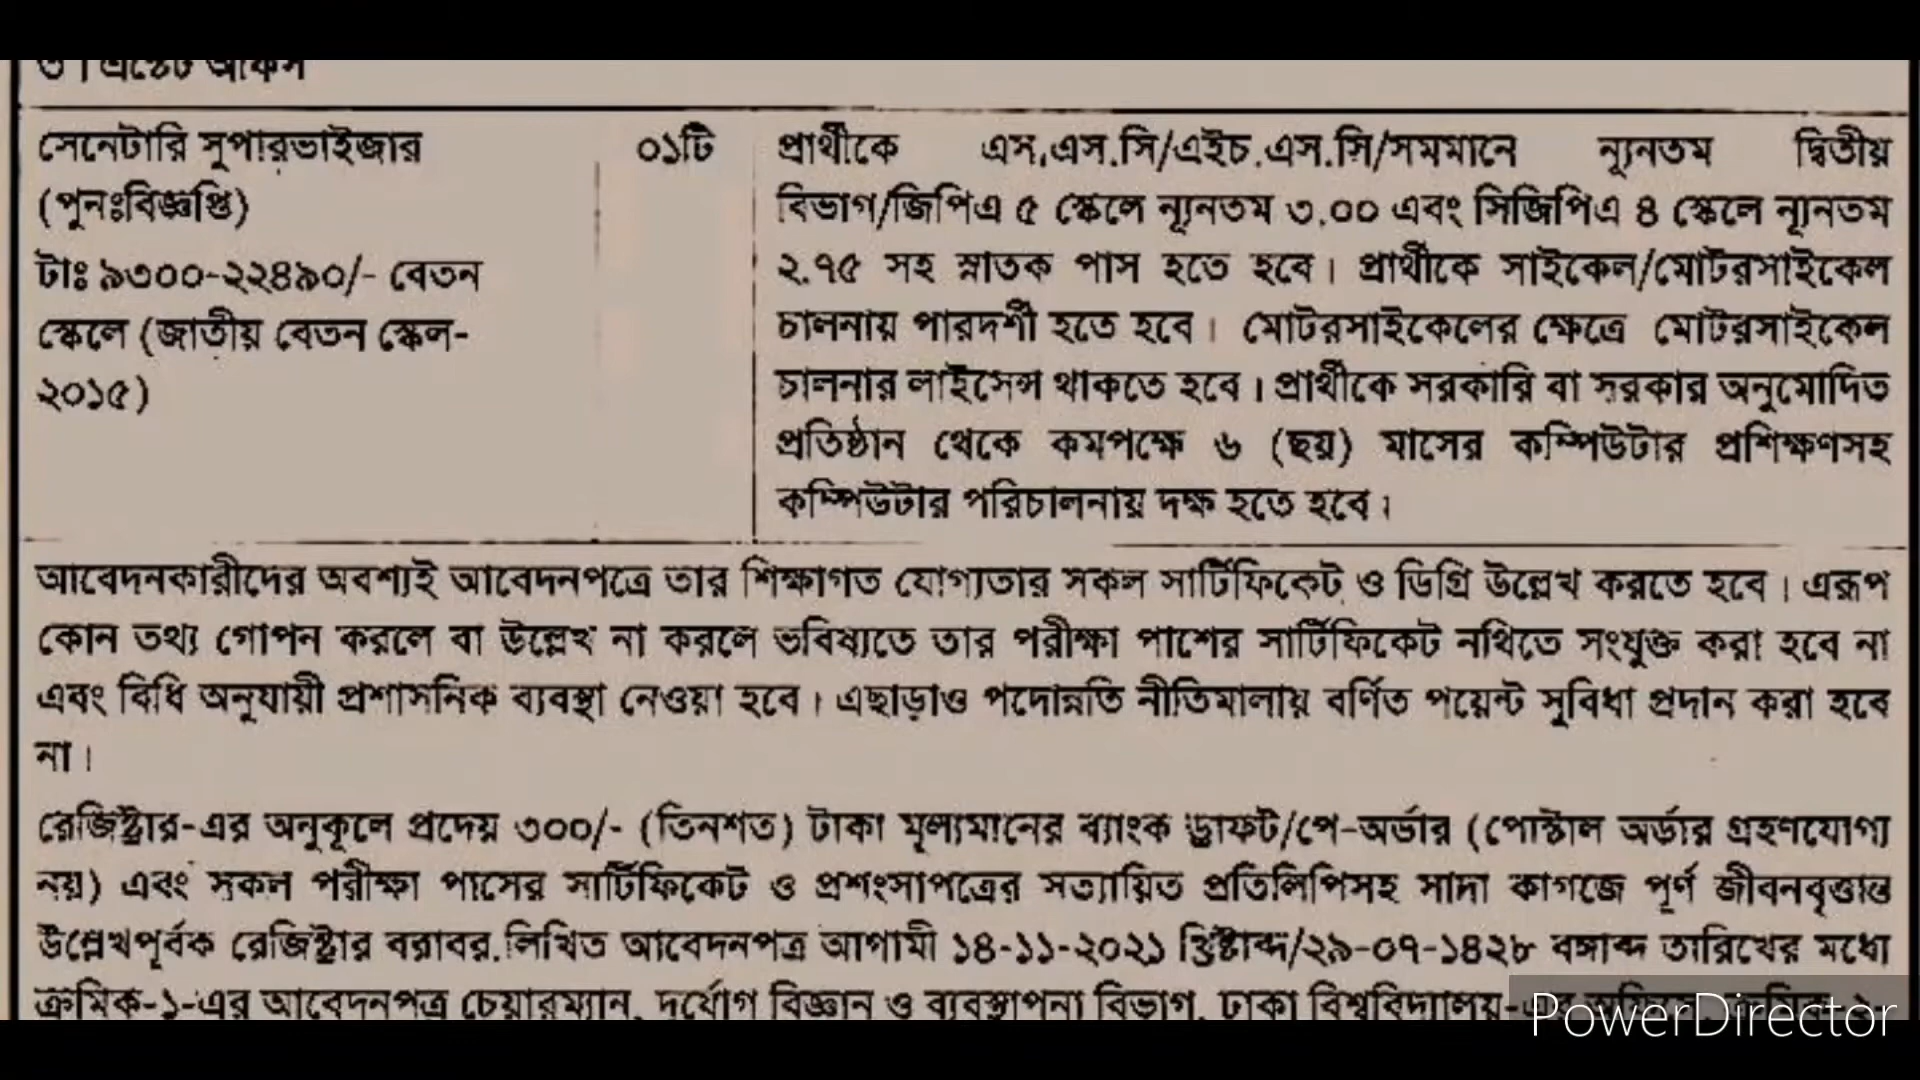 ৩। এস্টেট অফিস
সেনেটারি সুপারভাইজার
(পুনঃবিজ্ঞপ্তি)
টাঃ ৯৩০০-২২৪৯০/- বেতন
স্কেলে (জাতীয় বেতন স্কেল-
২০১৫)
০১টি
প্রার্থীকে এস.এস.সি/এইচ.এস.সি/সমমানে ন্যূনতম দ্বিতীয়
বিভাগ/জিপিএ ৫ স্কেলে ন্যূনতম ৩.০০ এবং সিজিপিএ ৪ স্কেলে ন্যূনতম
২.৭৫ সহ স্নাতক পাস হতে হবে। প্রার্থীকে সাইকেল/মোটরসাইকেল
চালনায় পারদর্শী হতে হবে। মোটরসাইকেলের ক্ষেত্রে মোটরসাইকেল
চালনার লাইসেন্স থাকতে হবে। প্রার্থীকে সরকারি বা সরকার অনুমোদিত
প্রতিষ্ঠান থেকে কমপক্ষে ৬ (ছয়) মাসের কম্পিউটার প্রশিক্ষণসহ
কম্পিউটার পরিচালনায় দক্ষ হতে হবে।
আবেদনকারীদের অবশ্যই আবেদনপত্রে তার শিক্ষাগত যোগ্যতার সকল সার্টিফিকেট ও ডিগ্রি উল্লেখ করতে হবে। এরূপ
কোন তথ্য গোপন করলে বা উল্লেখ না করলে ভবিষ্যতে তার পরীক্ষা পাশের সার্টিফিকেট নথিতে সংযুক্ত করা হবে না
এবং বিধি অনুযায়ী প্রশাসনিক ব্যবস্থা নেওয়া হবে। এছাড়াও পদোন্নতি নীতিমালায় বর্ণিত পয়েন্ট সুবিধা প্রদান করা হবে
না।
রেজিস্ট্রার-এর অনুকূলে প্রদেয় ৩০০/- (তিনশত) টাকা মূল্যমানের ব্যাংক ড্রাফট/পে-অর্ডার (পোস্টাল অর্ডার গ্রহণযোগ্য
নয়) এবং সকল পরীক্ষা পাসের সার্টিফিকেট ও প্রশংসাপত্রের সত্যায়িত প্রতিলিপিসহ সাদা কাগজে পূর্ণ জীবনবৃত্তান্ত
উল্লেখপূর্বক রেজিস্ট্রার বরাবর লিখিত আবেদনপত্র আগামী ১৪-১১-২০২১ খ্রিষ্টাব্দ/২৯-০৭-১৪২৮ বঙ্গাব্দ তারিখের মধ্যে
ক্রমিক-১-এর আবেদনপত্র চেয়ারম্যান, দুর্যোগ বিজ্ঞান ও ব্যবস্থাপনা বিভাগ, ঢাকা বিশ্ববিদ্যালয়-এর
PowerDirector